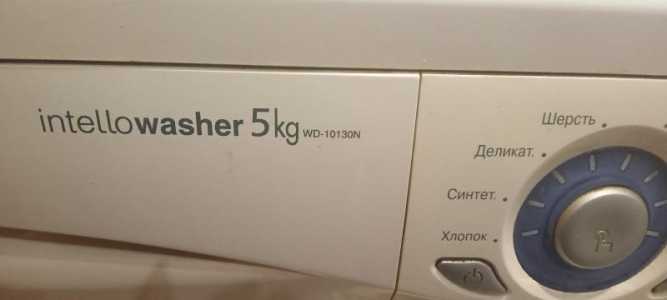 intellowasher 5kg WD-10130N
Шерсть
Деликат.
Синтет.
Хлопок